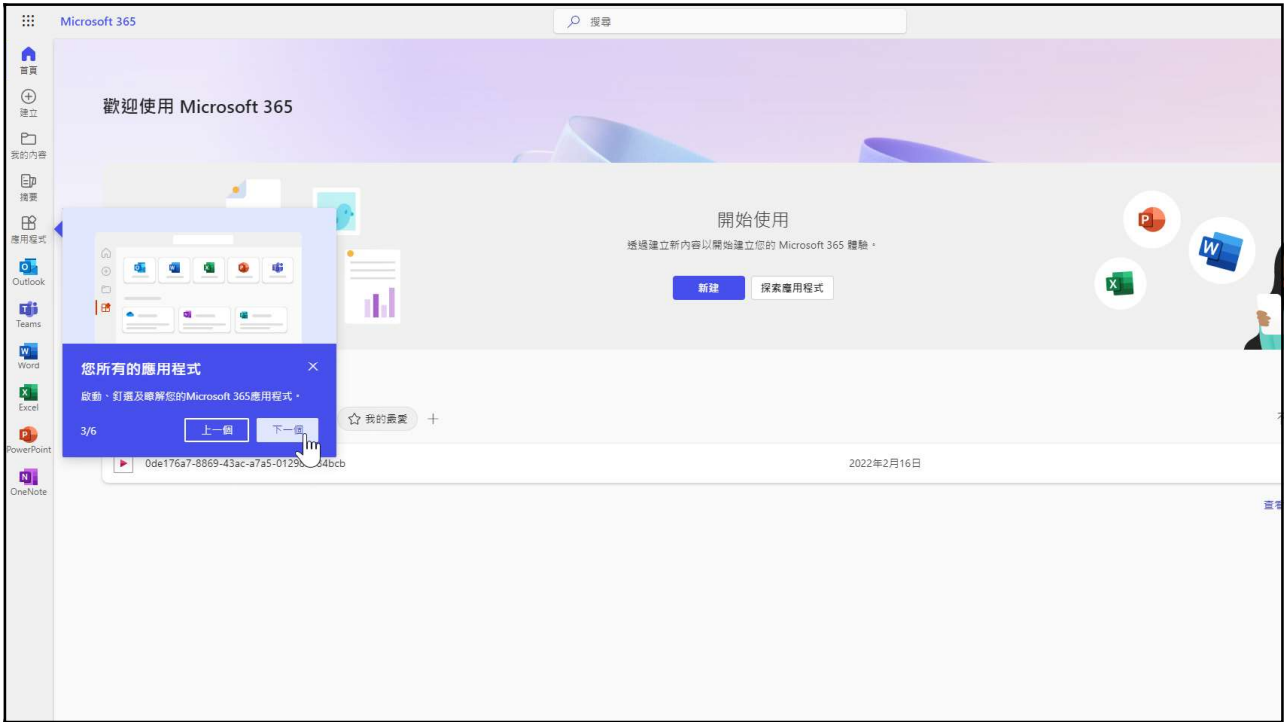 Microsoft 365
搜尋
首頁
建立
我的內容
摘要
應用程式
Outlook
Teams
Word
Excel
PowerPoint
OneNote
歡迎使用 Microsoft 365
開始使用
透過建立新內容以開始建立您的 Microsoft 365 體驗。
新建
探索應用程式
您所有的應用程式
啟動、釘選及瞭解您的Microsoft 365應用程式。
3/6
上一個
下一個
我的最愛
2022年2月16日
查看